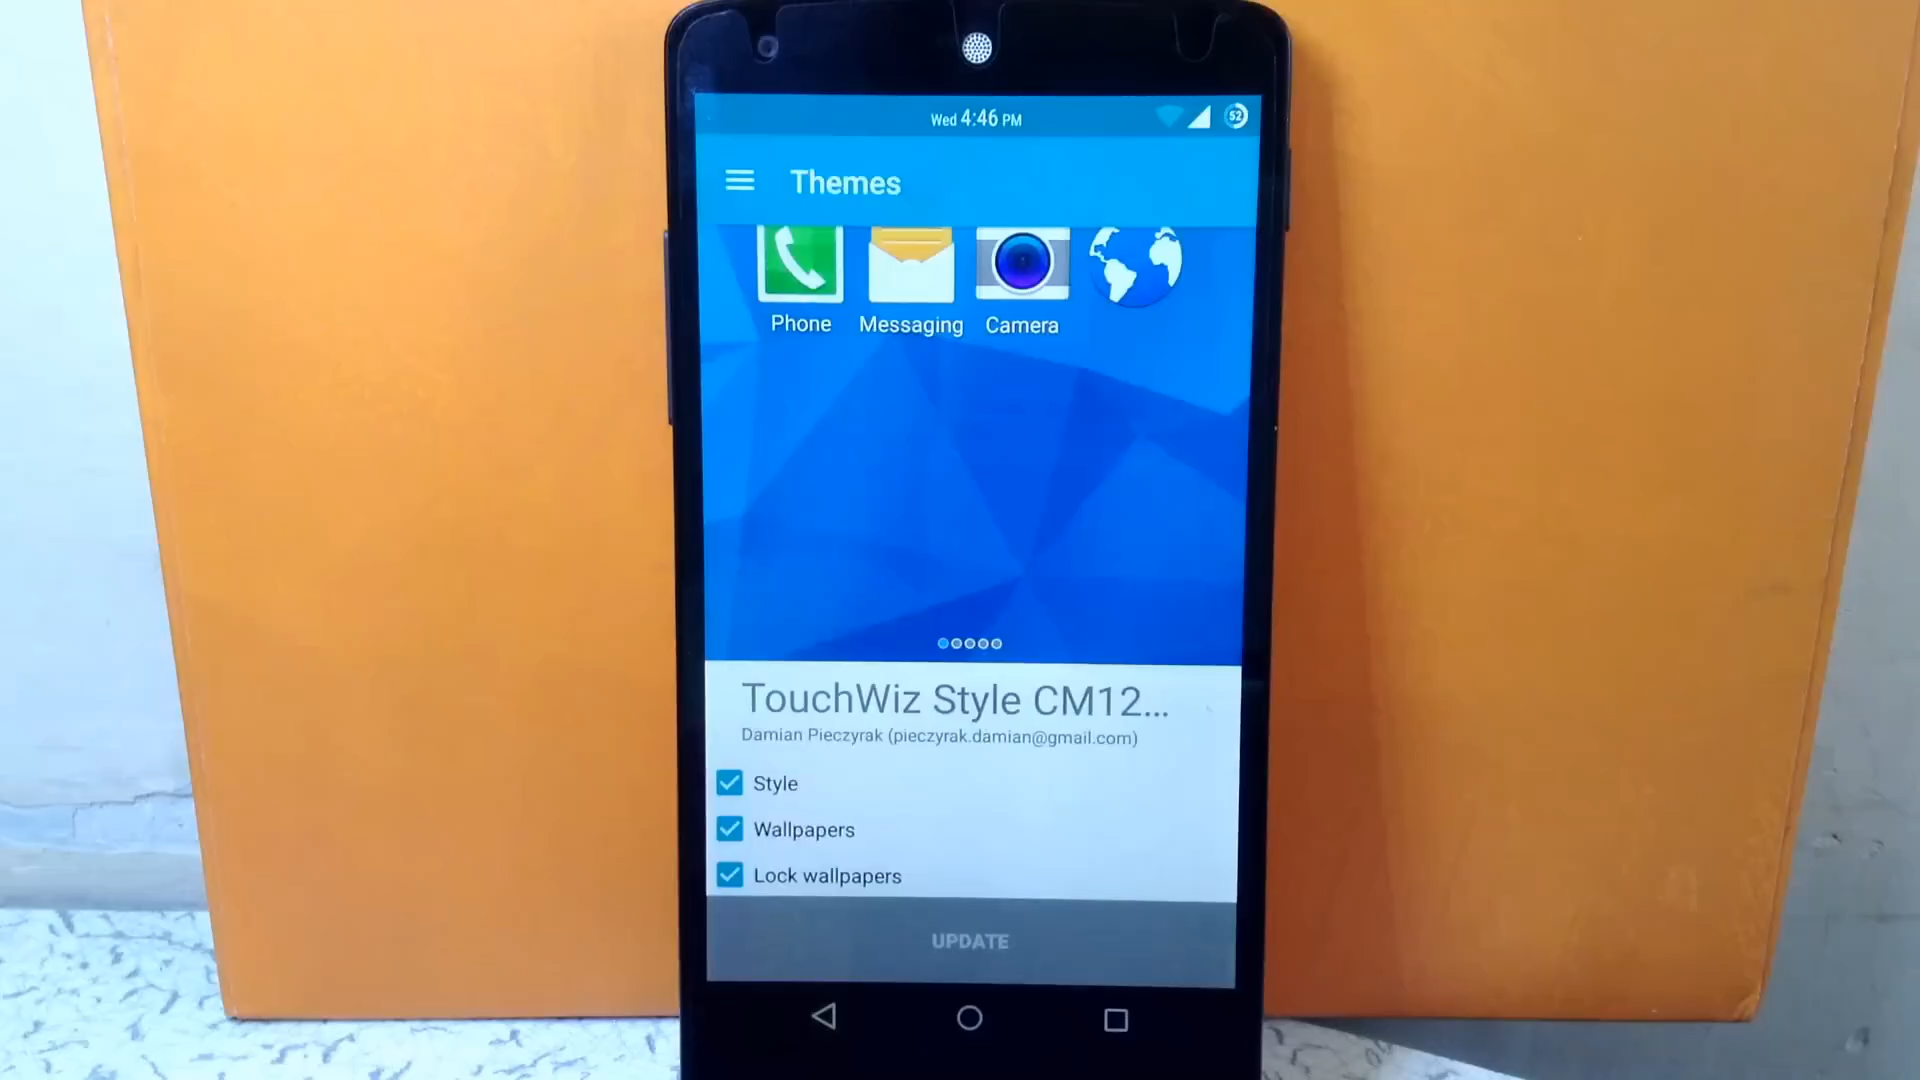 Wed 4:46 PM
52
Themes
Phone
Messaging
Camera
TouchWiz Style CM12...
Damian Pieczyrak (pieczyrak.damian@gmail.com)
Style
Wallpapers
Lock wallpapers
UPDATE